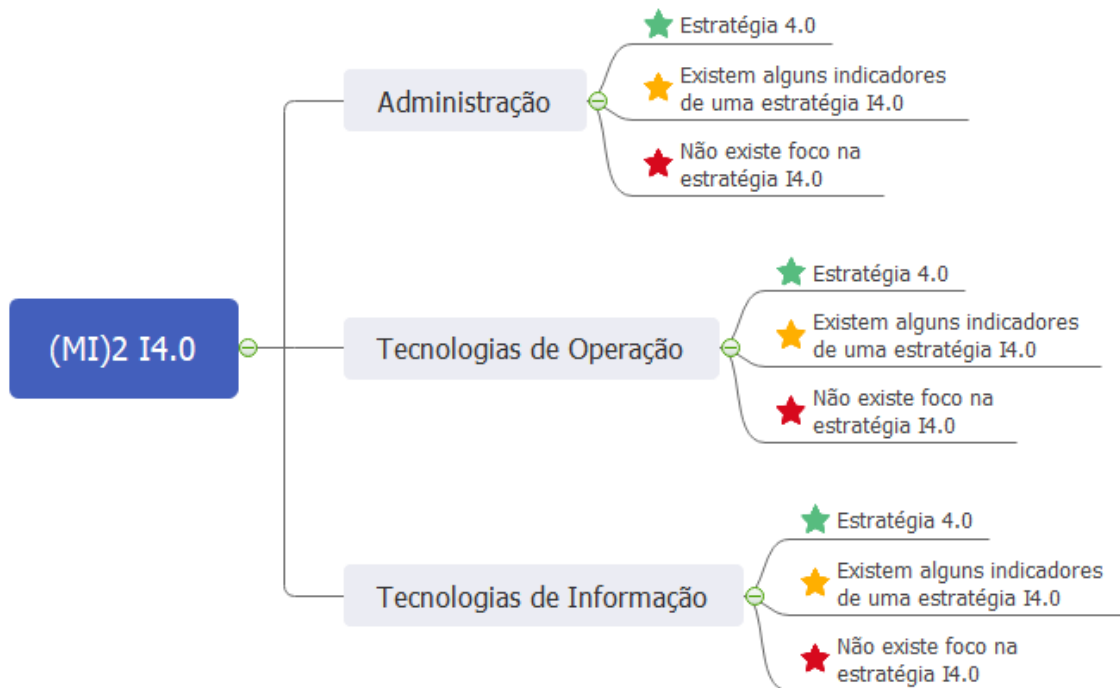 (MI)2 I4.0
Administração
Estratégia 4.0
Existem alguns indicadores
de uma estratégia I4.0
Não existe foco na
estratégia I4.0
Tecnologias de Operação
Estratégia 4.0
Existem alguns indicadores
de uma estratégia I4.0
Não existe foco na
estratégia I4.0
Tecnologias de Informação
Estratégia 4.0
Existem alguns indicadores
de uma estratégia I4.0
Não existe foco na
estratégia I4.0